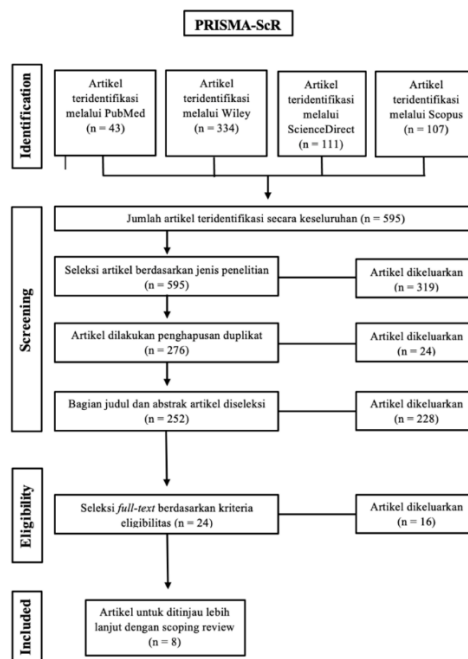 PRISMA-ScR
Identification
Artikel
teridentifikasi
melalui PubMed
(n = 43)
Artikel
teridentifikasi
melalui Wiley
(n = 334)
Artikel
teridentifikasi
melalui
ScienceDirect
(n = 111)
Artikel
teridentifikasi
melalui Scopus
(n = 107)
Screening
Jumlah artikel teridentifikasi secara keseluruhan (n = 595)
Seleksi artikel berdasarkan jenis penelitian
(n = 595)
Artikel dikeluarkan
(n = 319)
Artikel dilakukan penghapusan duplikat
(n = 276)
Artikel dikeluarkan
(n = 24)
Bagian judul dan abstrak artikel diseleksi
(n = 252)
Artikel dikeluarkan
(n = 228)
Eligibility
Seleksi full-text berdasarkan kriteria
eligibilitas (n = 24)
Artikel dikeluarkan
(n = 16)
Included
Artikel untuk ditinjau lebih
lanjut dengan scoping review
(n = 8)